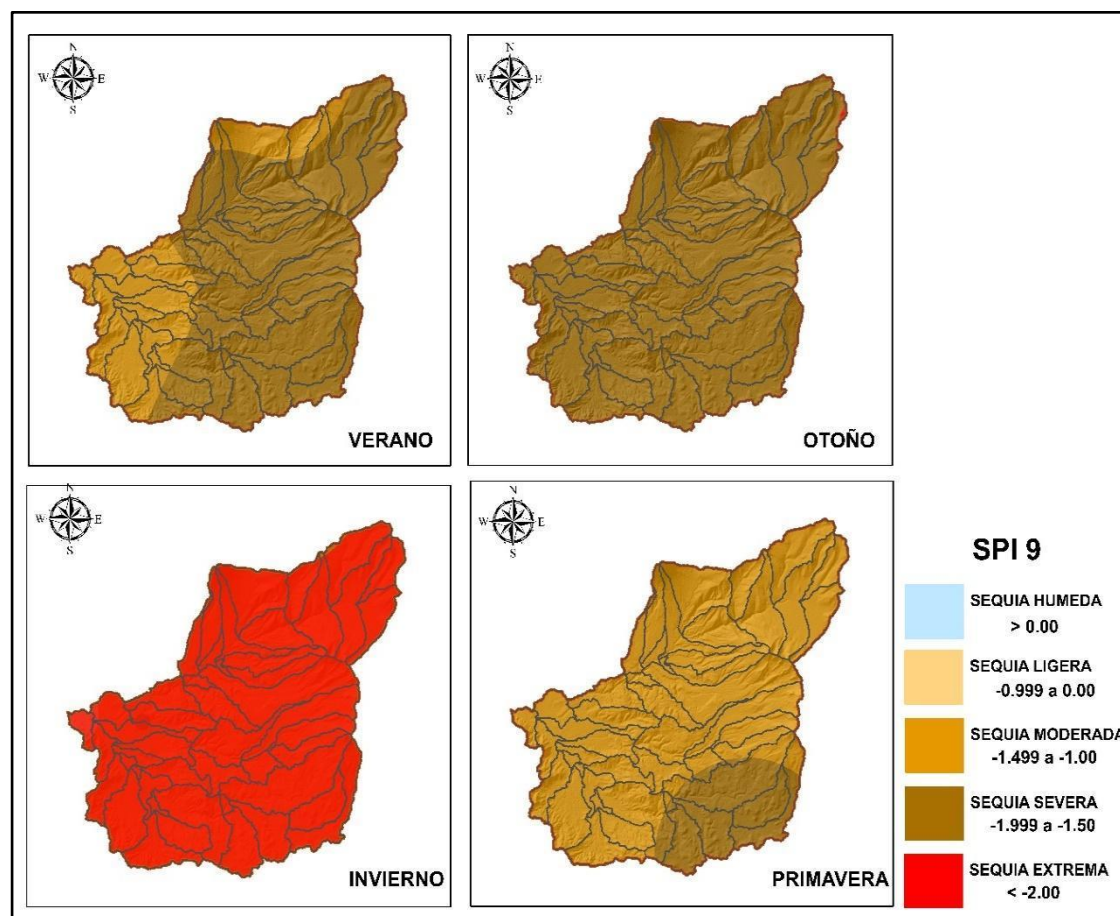 N
W E
S
VERANO
N
W E
S
OTOÑO
N
W E
S
INVIERNO
N
W E
S
PRIMAVERA
SPI 9
SEQUIA HUMEDA
> 0.00
SEQUIA LIGERA
-0.999 a 0.00
SEQUIA MODERADA
-1.499 a -1.00
SEQUIA SEVERA
-1.999 a -1.50
SEQUIA EXTREMA
< -2.00